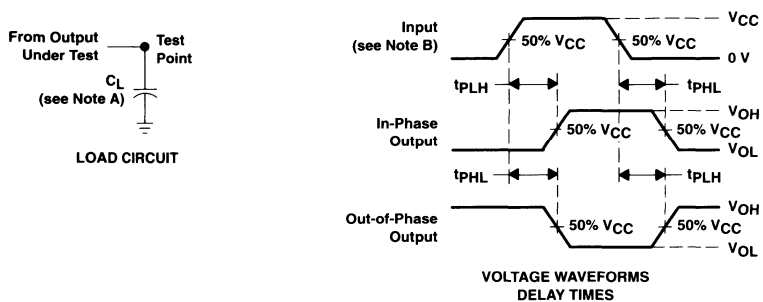 From Output
Under Test
Test
Point
CL
(see Note A)
LOAD CIRCUIT
Input
(see Note B)
50% VCC
50% VCC
VCC
0 V
tPLH
tPHL
In-Phase
Output
50% VCC
50% VCC
VOH
VOL
tPHL
tPLH
Out-of-Phase
Output
50% VCC
50% VCC
VOH
VOL
VOLTAGE WAVEFORMS
DELAY TIMES